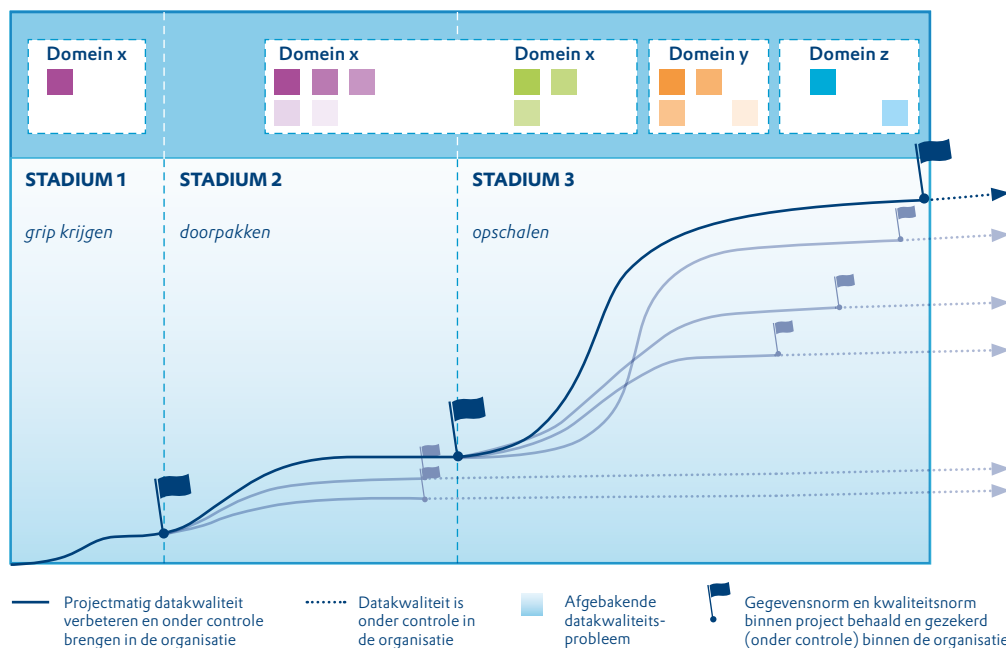 Domein x
Domein x
Domein x
Domein y
Domein z
STADIUM 1
STADIUM 2
STADIUM 3
grip krijgen
doorpakken
opschalen
Projectmatig datakwaliteit
verbeteren en onder controle
brengen in de organisatie
Datakwaliteit is
onder controle in
de organisatie
Afgebakende
datakwaliteits-
probleem
Gegevensnorm en kwaliteitsnorm
binnen project behaald en gezekerd
(onder controle) binnen de organisatie